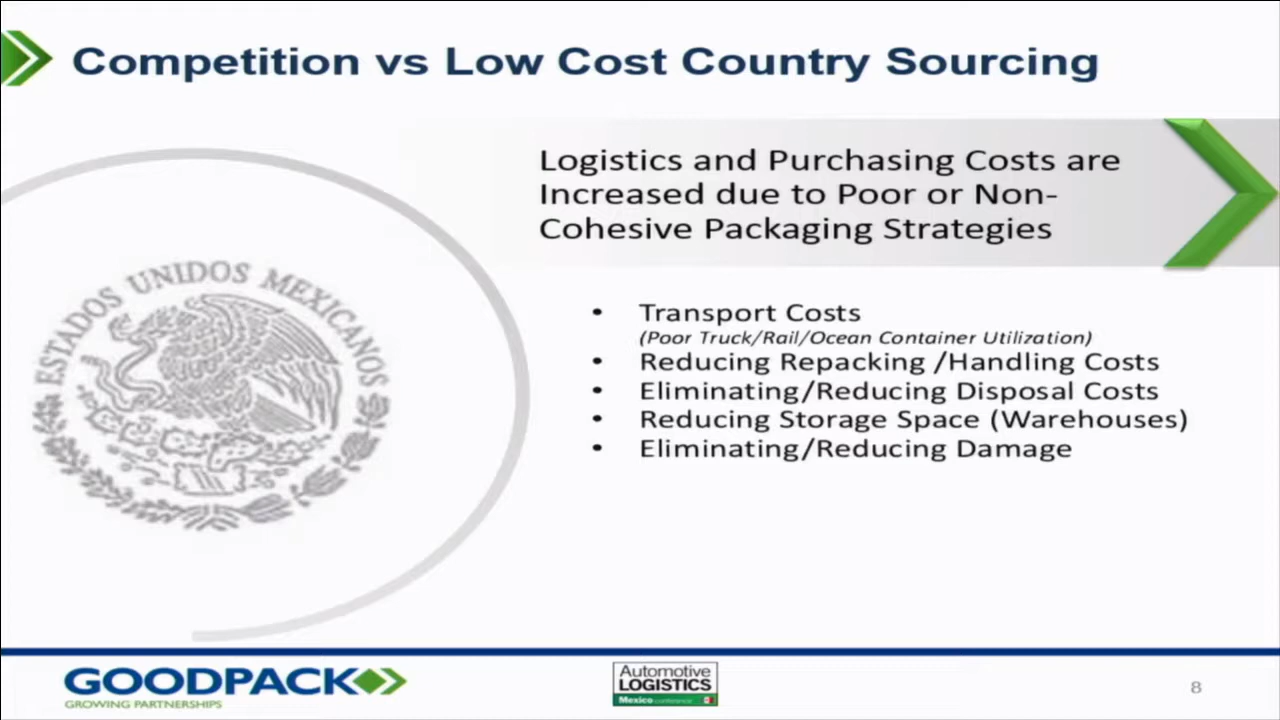 Competition vs Low Cost Country Sourcing
Logistics and Purchasing Costs are
Increased due to Poor or Non-
Cohesive Packaging Strategies
• Transport Costs
(Poor Truck/Rail/Ocean Container Utilization)
• Reducing Repacking /Handling Costs
• Eliminating/Reducing Disposal Costs
• Reducing Storage Space (Warehouses)
• Eliminating/Reducing Damage
ESTADOS UNIDOS MEXICANOS
GOODPACK
GROWING PARTNERSHIPS
Automotive
LOGISTICS
Mexico conference
8